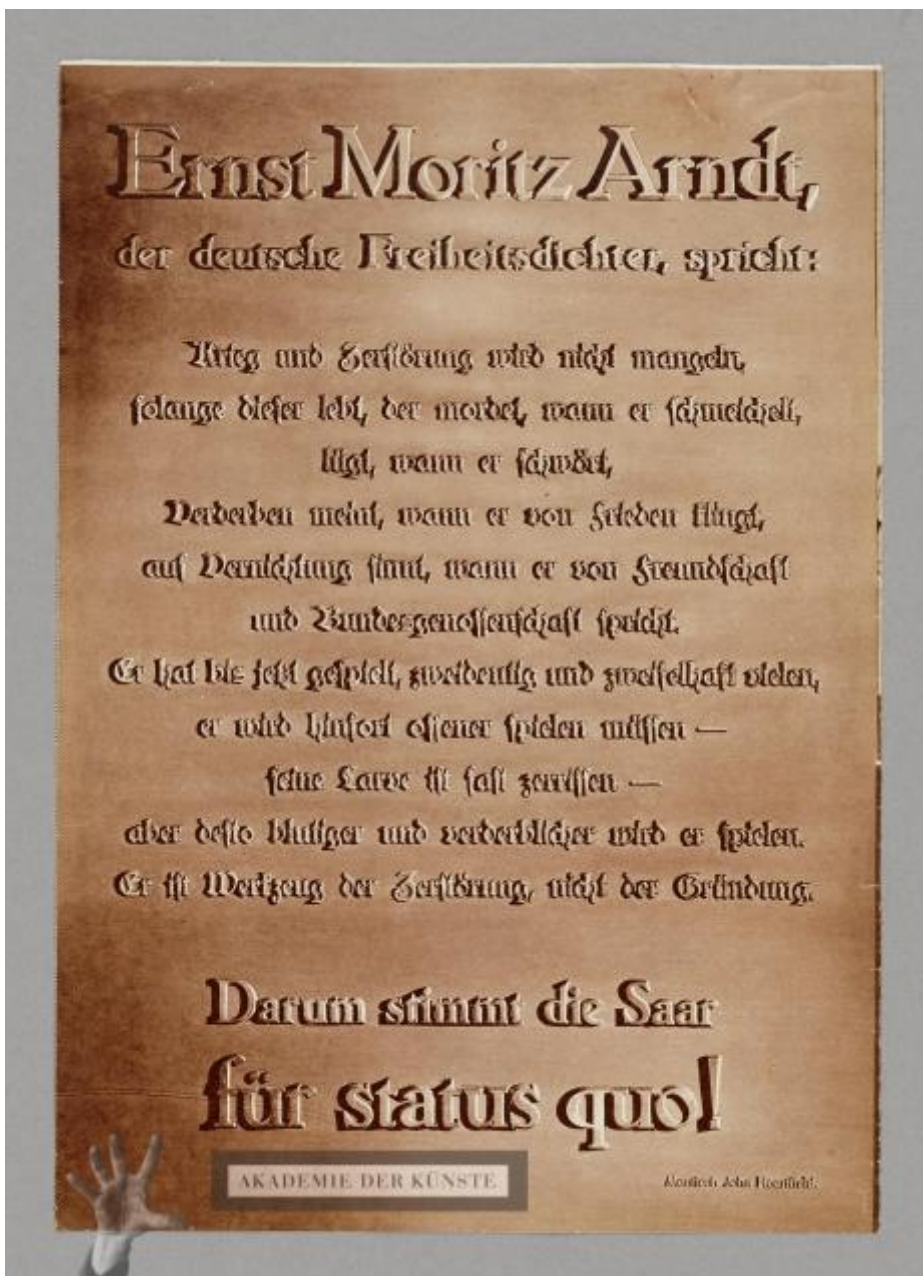 Ernst Moritz Arndt,
der deutsche Freiheitsdichter, spricht:
Krieg und Zerstörung wird nicht mangeln,
solange dieser lebt, der mordet, wann er schmeichelt,
lügt, wann er schwört,
Verderben meint, wann er von Frieden klingt,
auf Vernichtung sinnt, wann er von Freundschaft
und Bundesgenossenschaft spricht.
Er hat bis jetzt gespielt, zweideutig und zweifelhaft vielen,
er wird hinfort offener spielen müssen —
seine Larve ist fast zerrissen —
aber desto blutiger und verderblicher wird er spielen.
Er ist Werkzeug der Zerstörung, nicht der Gründung.
Darum stimmt die Saar
für status quo!
AKADEMIE DER KÜNSTE
John Heartfield.